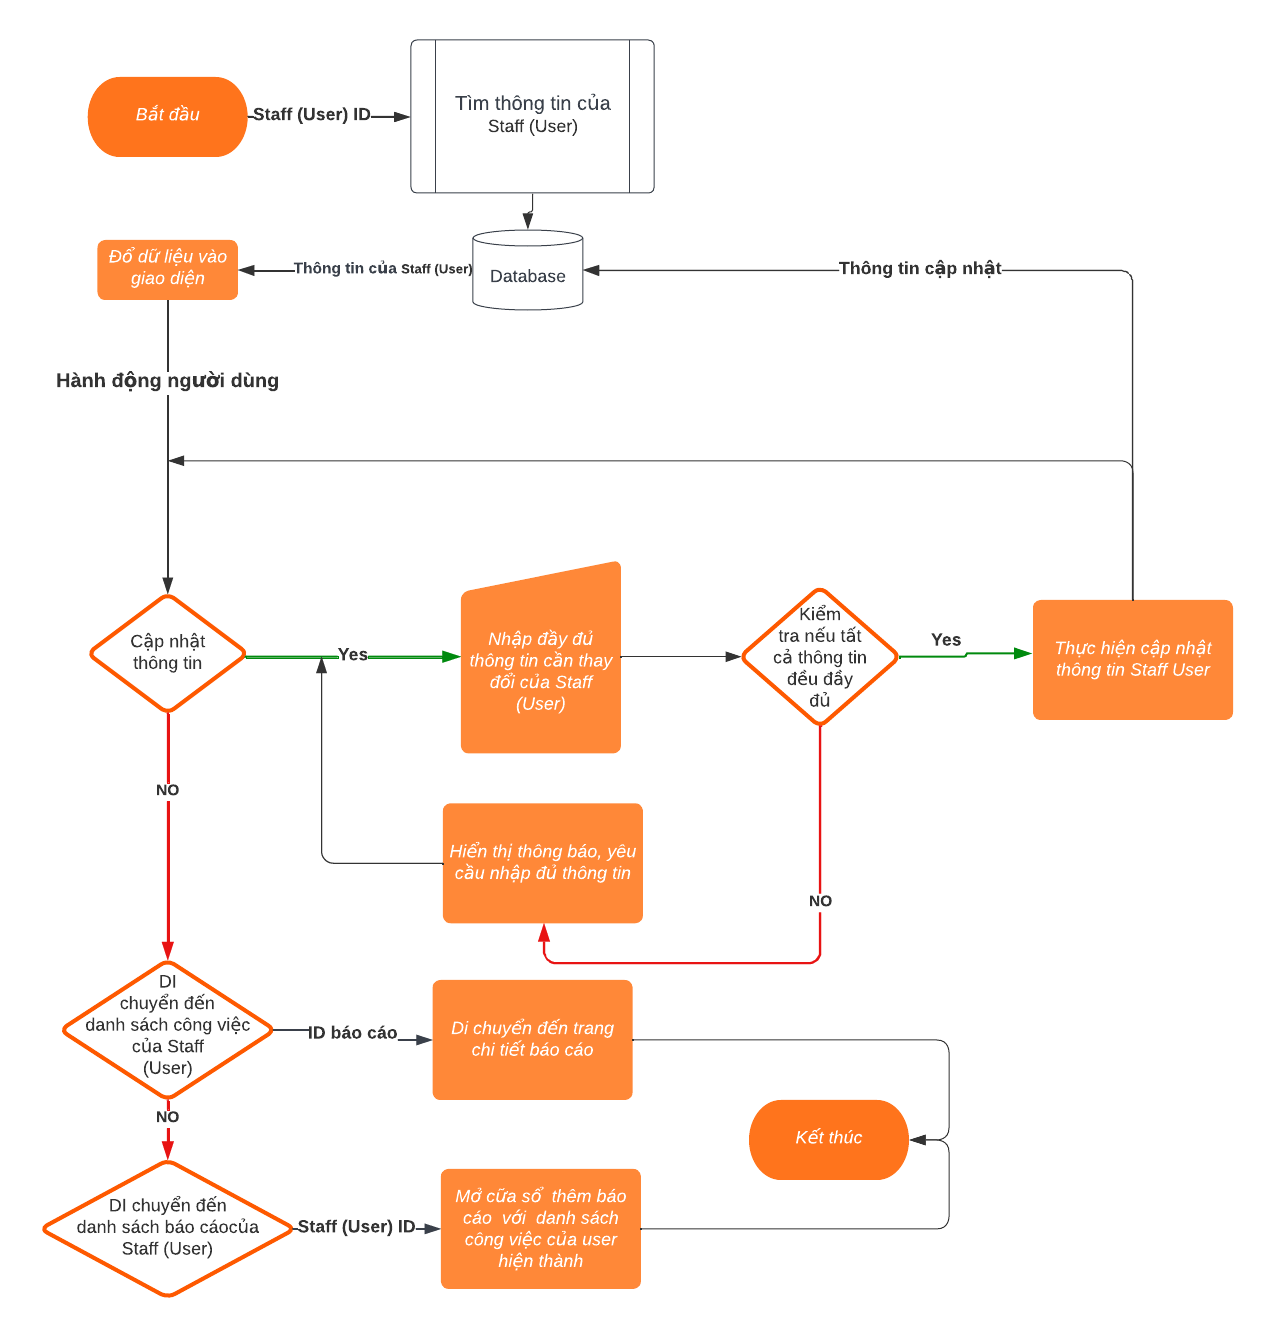 Bắt đầu
Staff (User) ID
Tìm thông tin của
Staff (User)
Đổ dữ liệu vào
giao diện
Thông tin của Staff (User)
Database
Thông tin cập nhật
Hành động người dùng
Cập nhật
thông tin
Yes
Nhập đầy đủ
thông tin cần thay
đổi của Staff
(User)
Kiểm
tra nếu tất
cả thông tin
đều đầy
đủ
Yes
Thực hiện cập nhật
thông tin Staff User
NO
Hiển thị thông báo, yêu
cầu nhập đủ thông tin
NO
DI
chuyển đến
danh sách công việc
của Staff
(User)
ID báo cáo
Di chuyển đến trang
chi tiết báo cáo
NO
Kết thúc
DI chuyển đến
danh sách báo cáocủa
Staff (User)
Staff (User) ID
Mở cữa sổ thêm báo
cáo với danh sách
công việc của user
hiện thành